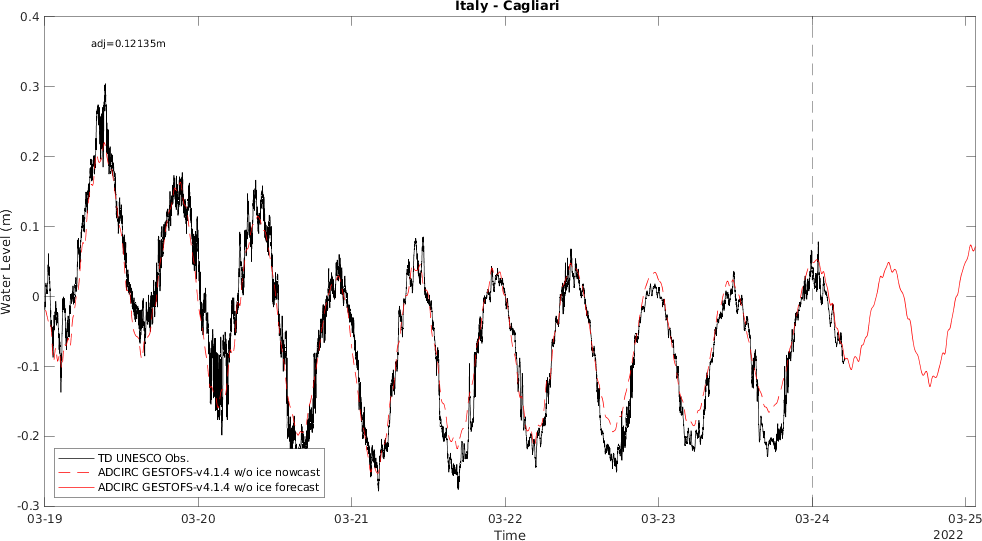 Italy - Cagliari
0.4
adj=0.12135m
0.3
0.2
0.1
0
-0.1
-0.2
-0.3
Water Level (m)
TD UNESCO Obs.
ADCIRC GESTOFS-v4.1.4 w/o ice nowcast
ADCIRC GESTOFS-v4.1.4 w/o ice forecast
03-19 03-20 03-21 03-22 03-23 03-24 03-25
Time
2022